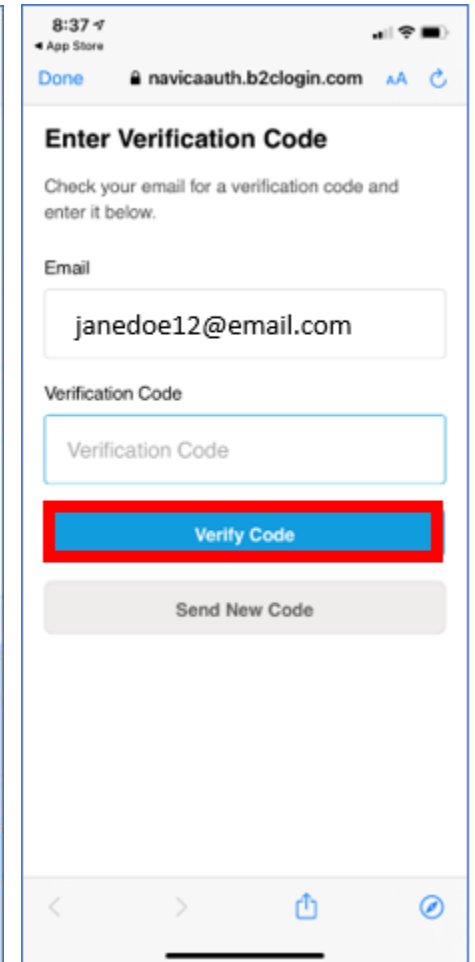 8:37
App Store
Done navicaauth.b2clogin.com AA
Enter Verification Code
Check your email for a verification code and
enter it below.
Email
janedoe12@email.com
Verification Code
Verification Code
Verify Code
Send New Code